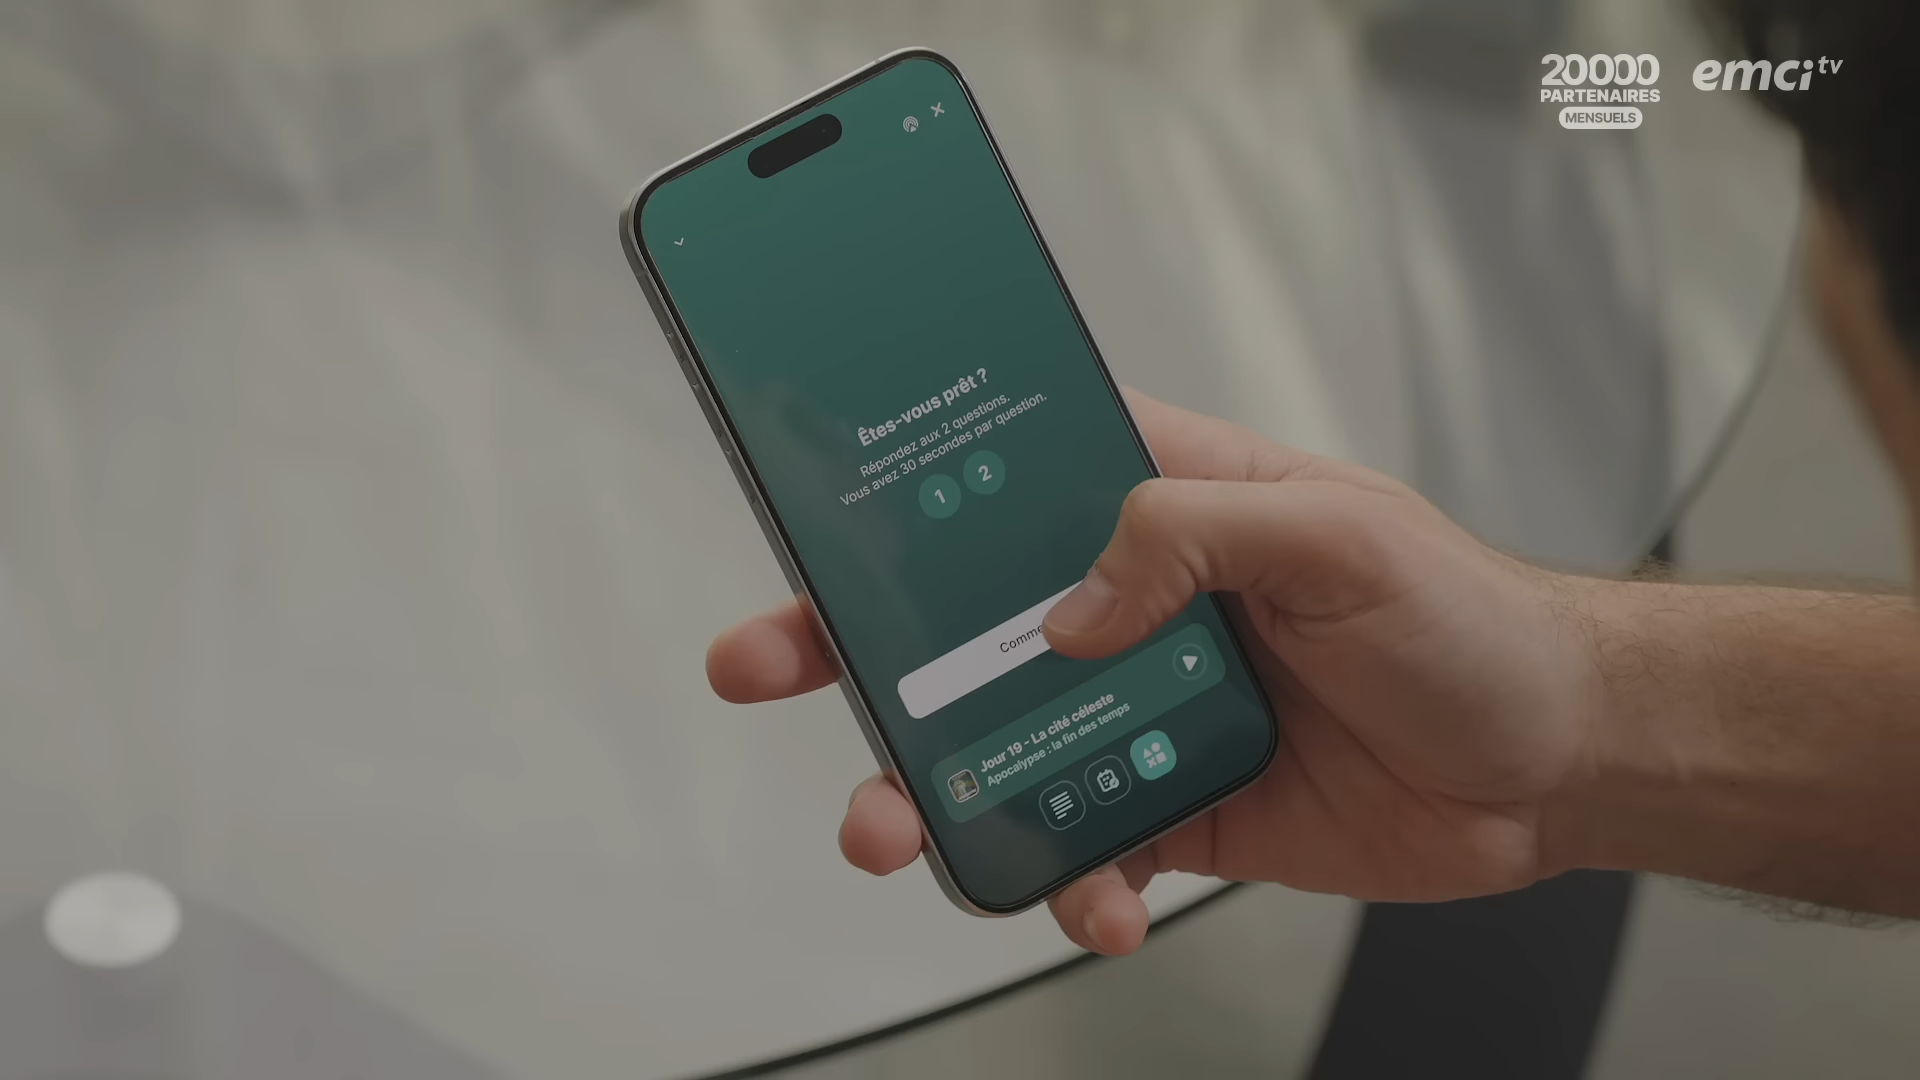 20000
PARTENAIRES
MENSUELS
emci tv
Êtes-vous prêt ?
Répondez aux 2 questions.
Vous avez 30 secondes par question.
1 2
Comme
Jour 19 - La cité céleste
Apocalypse : la fin des temps